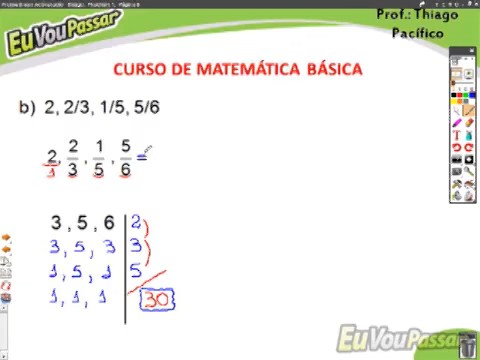 Prof.: Thiago
Pacífico
EuVouPassar
CURSO DE MATEMÁTICA BÁSICA
b) 2, 2/3, 1/5, 5/6
2/1, 2/3, 1/5, 5/6 =
3, 5, 6 | 2
3, 5, 3 | 3
1, 5, 1 | 5
1, 1, 1 | 30
EuVouPassar